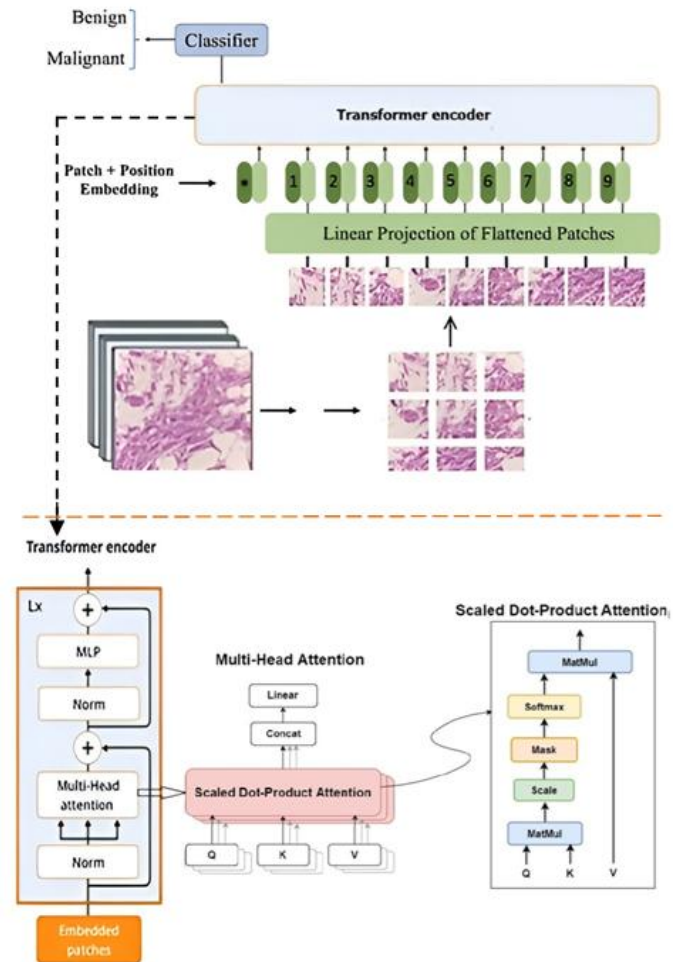 Benign
Malignant
Classifier
Transformer encoder
Patch + Position
Embedding
*
1
2
3
4
5
6
7
8
9
Linear Projection of Flattened Patches
Transformer encoder
Lx
+
MLP
Norm
+
Multi-Head
attention
Norm
Embedded
patches
Multi-Head Attention
Linear
Concat
Scaled Dot-Product Attention
Q
K
V
Scaled Dot-Product Attention
MatMul
Softmax
Mask
Scale
MatMul
Q
K
V